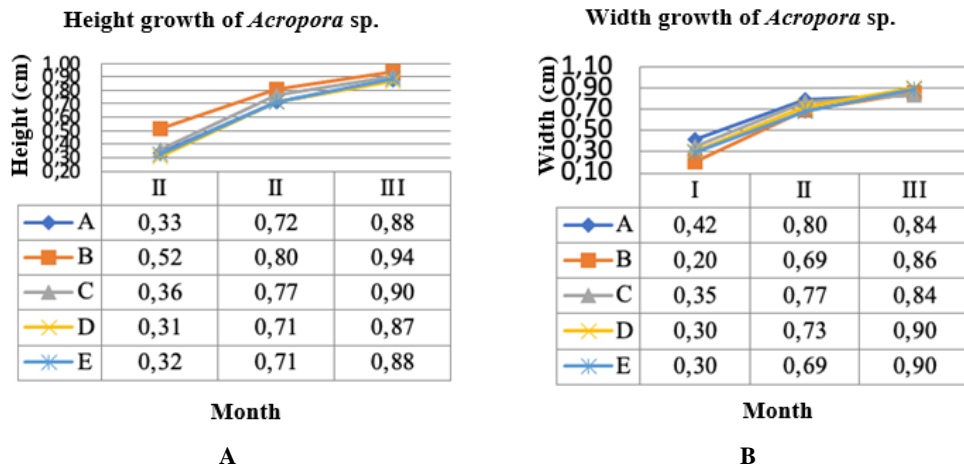 Height growth of Acropora sp.
Height (cm)
1,00
0,90
0,80
0,70
0,60
0,50
0,40
0,30
0,20
II II III
A 0,33 0,72 0,88
B 0,52 0,80 0,94
C 0,36 0,77 0,90
D 0,31 0,71 0,87
E 0,32 0,71 0,88
Month
A
Width growth of Acropora sp.
Width (cm)
1,10
0,90
0,70
0,50
0,30
0,10
I II III
A 0,42 0,80 0,84
B 0,20 0,69 0,86
C 0,35 0,77 0,84
D 0,30 0,73 0,90
E 0,30 0,69 0,90
Month
B